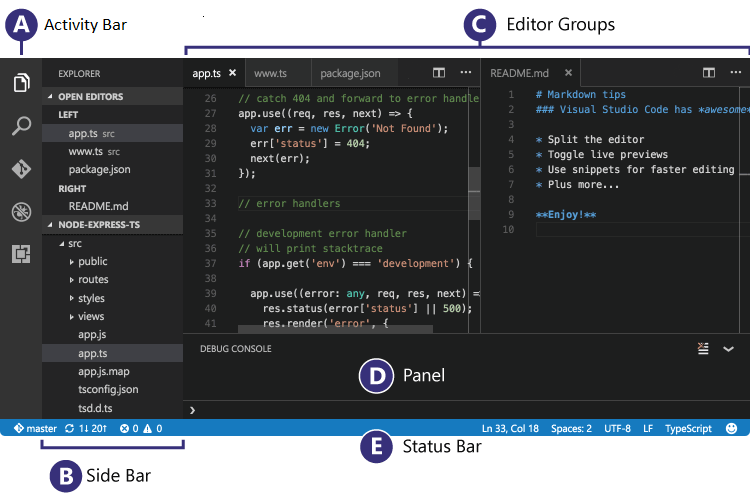 A Activity Bar
C Editor Groups
EXPLORER
OPEN EDITORS
LEFT
app.ts src
www.ts src
package.json
RIGHT
README.md
NODE-EXPRESS-TS
src
public
routes
styles
views
app.js
app.ts
app.js.map
tsconfig.json
tsd.d.ts
app.ts × www.ts package.json ...
26 // catch 404 and forward to error handle
27 app.use((req, res, next) => {
28 var err = new Error('Not Found');
29 err['status'] = 404;
30 next(err);
31 });
32
33 // error handlers
34
35 // development error handler
36 // will print stacktrace
37 if (app.get('env') === 'development') {
38
39 app.use((error: any, req, res, next) =>
40 res.status(error['status'] || 500);
41 res.render('error', {
README.md × ...
1 # Markdown tips
2 ### Visual Studio Code has *awesome*
3
4 * Split the editor
5 * Toggle live previews
6 * Use snippets for faster editing
7 * Plus more...
8
9 **Enjoy!**
10
DEBUG CONSOLE
D Panel
master 1↓ 20↑ 0 0 Ln 33, Col 18 Spaces: 2 UTF-8 LF TypeScript
B Side Bar
E Status Bar